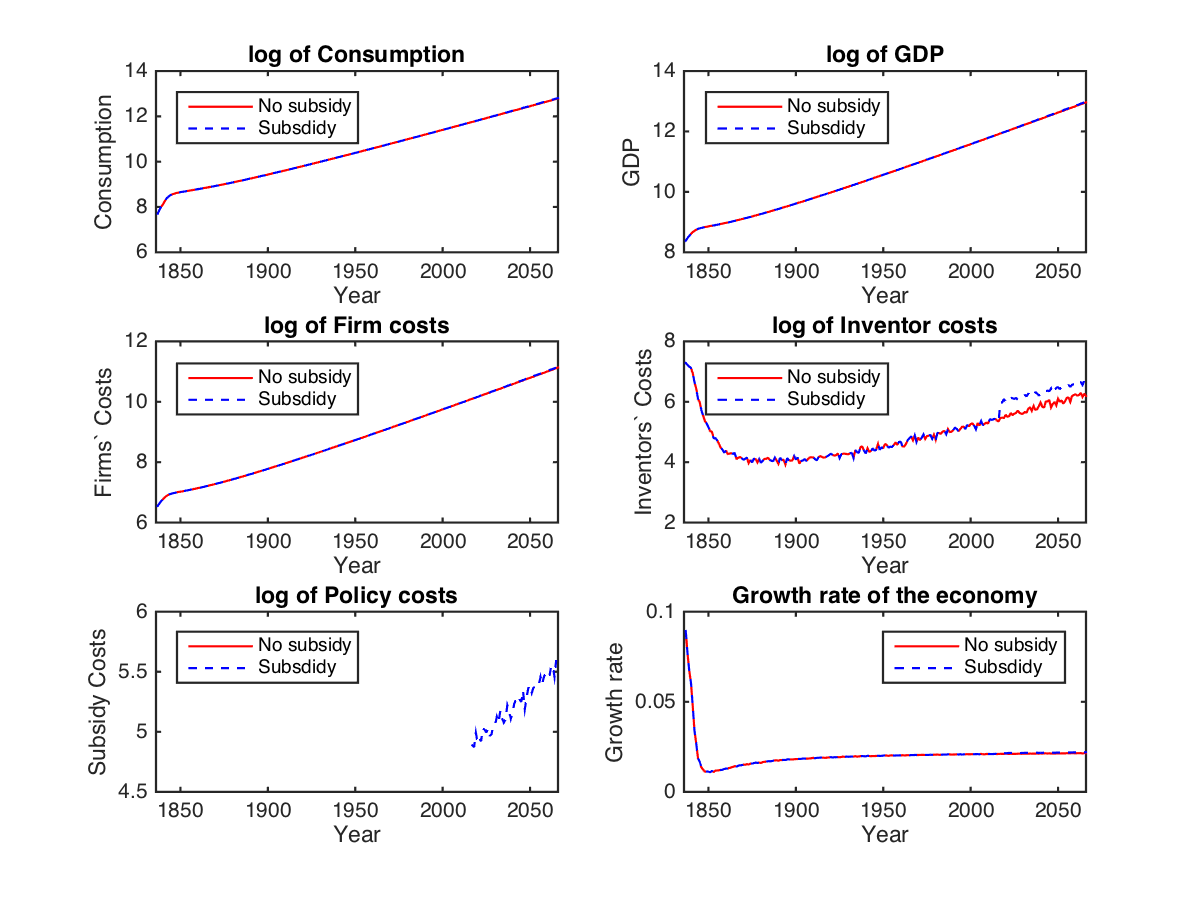 log of Consumption
14
12
10
8
6
Consumption
No subsidy
Subsdidy
1850 1900 1950 2000 2050
Year
log of GDP
14
12
10
8
GDP
No subsidy
Subsdidy
1850 1900 1950 2000 2050
Year
log of Firm costs
12
10
8
6
Firms` Costs
No subsidy
Subsdidy
1850 1900 1950 2000 2050
Year
log of Inventor costs
8
6
4
2
Inventors` Costs
No subsidy
Subsdidy
1850 1900 1950 2000 2050
Year
log of Policy costs
6
5.5
5
4.5
Subsidy Costs
No subsidy
Subsdidy
1850 1900 1950 2000 2050
Year
Growth rate of the economy
0.1
0.05
0
Growth rate
No subsidy
Subsdidy
1850 1900 1950 2000 2050
Year